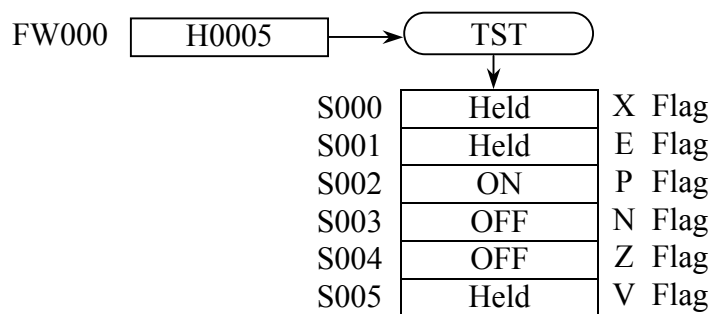 FW000 H0005 TST
S000 Held X Flag
S001 Held E Flag
S002 ON P Flag
S003 OFF N Flag
S004 OFF Z Flag
S005 Held V Flag